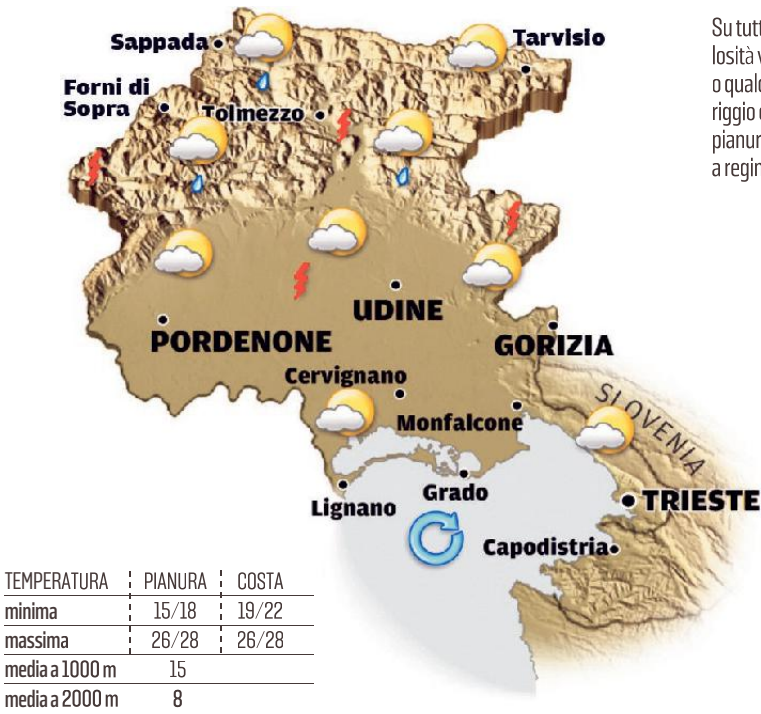 Sappada
Tarvisio
Forni di
Sopra
Tolmezzo
UDINE
PORDENONE
GORIZIA
Cervignano
Monfalcone
SLOVENIA
Lignano
Grado
TRIESTE
Capodistria
Su tutt
losità v
o qualc
riggio
pianur
a regin
TEMPERATURA PIANURA COSTA
minima 15/18 19/22
massima 26/28 26/28
media a 1000 m 15
media a 2000 m 8